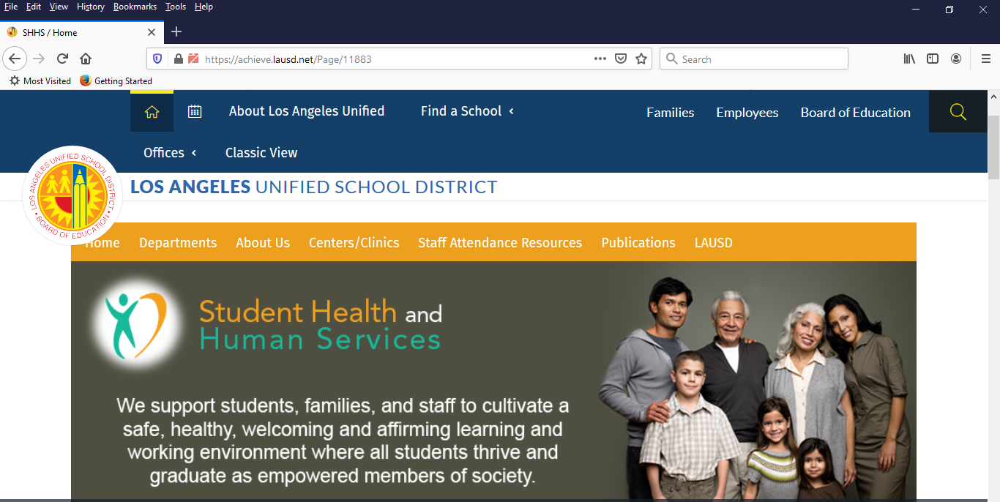 File Edit View History Bookmarks Tools Help
SHHS / Home
https://achieve.lausd.net/Page/11883
Search
Most Visited Getting Started
About Los Angeles Unified Find a School Families Employees Board of Education
Offices Classic View
LOS ANGELES UNIFIED SCHOOL DISTRICT
LOS ANGELES UNIFIED SCHOOL DISTRICT • BOARD OF EDUCATION •
Home Departments About Us Centers/Clinics Staff Attendance Resources Publications LAUSD
Student Health and
Human Services
We support students, families, and staff to cultivate a
safe, healthy, welcoming and affirming learning and
working environment where all students thrive and
graduate as empowered members of society.